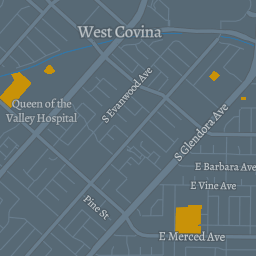 West Covina
S Evanwood Ave
Queen of the
Valley Hospital
S Glendora Ave
E Barbara Ave
E Vine Ave
Pine St
E Merced Ave